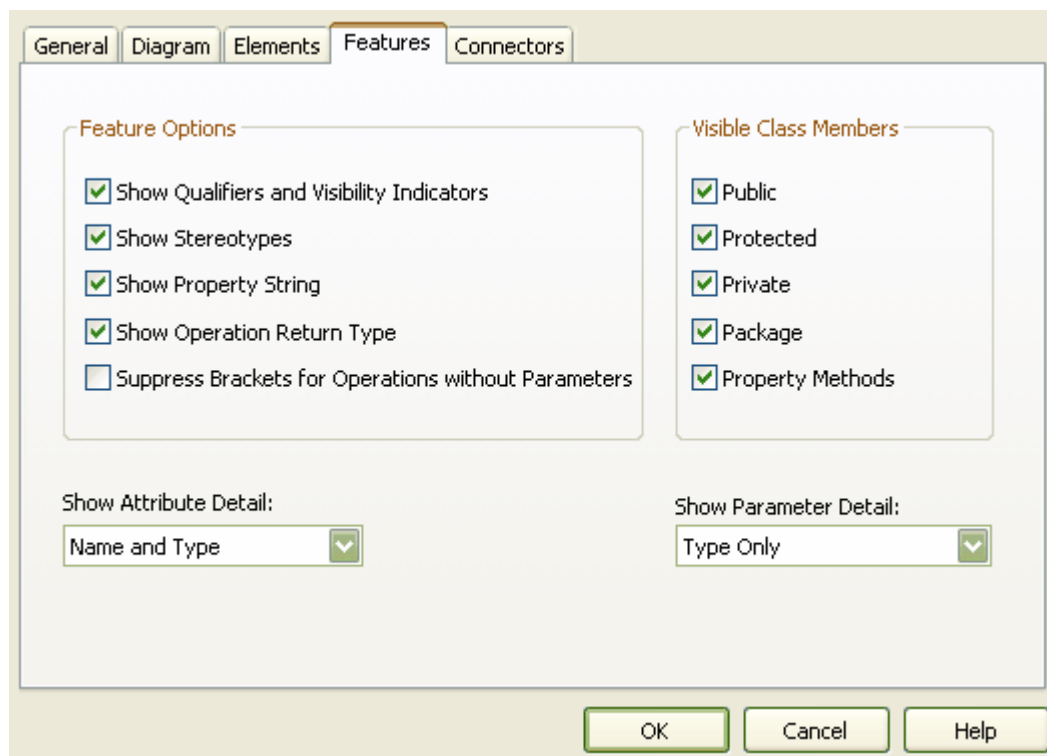 General Diagram Elements Features Connectors
Feature Options
Show Qualifiers and Visibility Indicators
Show Stereotypes
Show Property String
Show Operation Return Type
Suppress Brackets for Operations without Parameters
Visible Class Members
Public
Protected
Private
Package
Property Methods
Show Attribute Detail:
Name and Type
Show Parameter Detail:
Type Only
OK Cancel Help